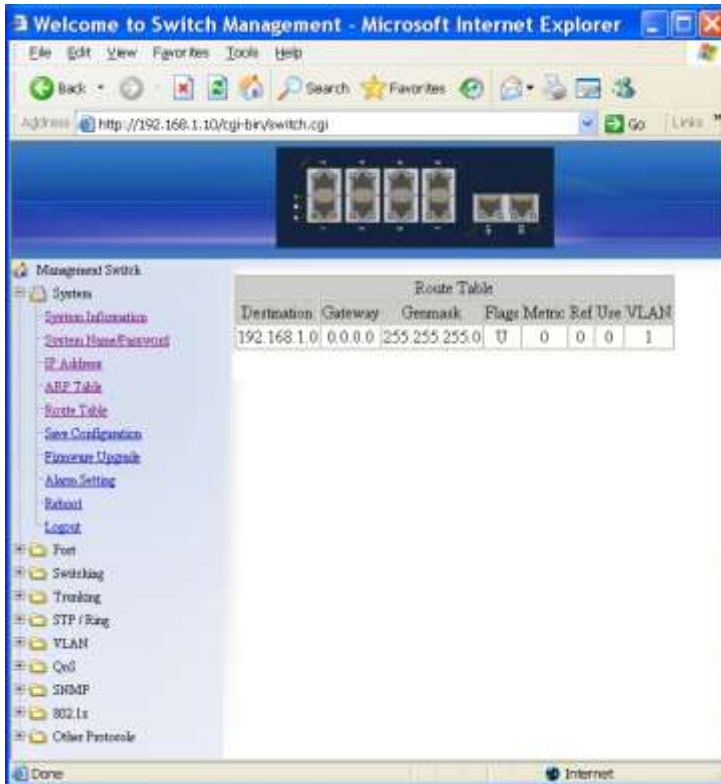 Welcome to Switch Management - Microsoft Internet Explorer
File Edit View Favorites Tools Help
Back Search Favorites
Address http://192.168.1.10/cgi-bin/switch.cgi Go Links »
Management Switch
System
System Information
System Name/Password
IP Address
ARP Table
Route Table
Save Configuration
Firmware Upgrade
Alarm Setting
Reboot
Logout
Port
Switching
Trunking
STP / Ring
VLAN
QoS
SNMP
802.1x
Other Protocols
Route Table
Destination Gateway Genmask Flags Metric Ref Use VLAN
192.168.1.0 0.0.0.0 255.255.255.0 U 0 0 0 1
Done Internet